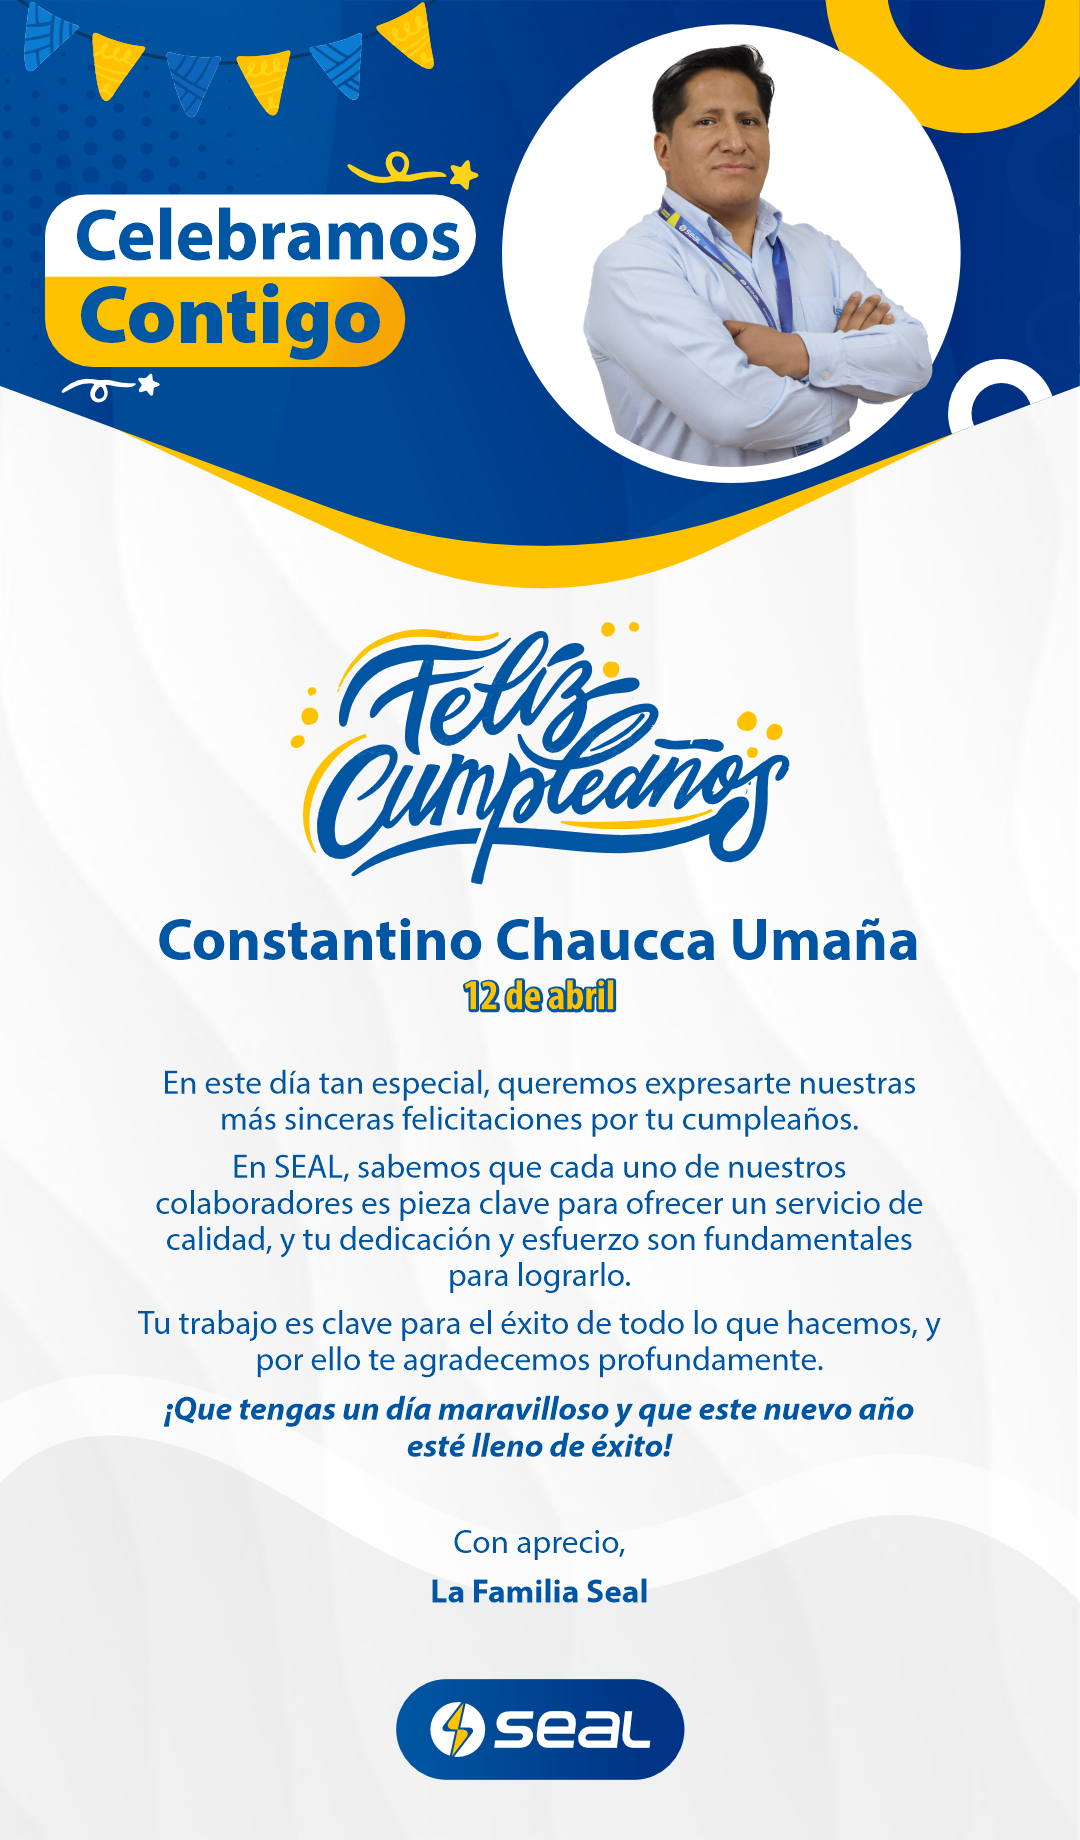 Celebramos
Contigo
seal
Feliz
Cumpleaños
Constantino Chaucca Umaña
12 de abril
En este día tan especial, queremos expresarte nuestras
más sinceras felicitaciones por tu cumpleaños.
En SEAL, sabemos que cada uno de nuestros
colaboradores es pieza clave para ofrecer un servicio de
calidad, y tu dedicación y esfuerzo son fundamentales
para lograrlo.
Tu trabajo es clave para el éxito de todo lo que hacemos, y
por ello te agradecemos profundamente.
¡Que tengas un día maravilloso y que este nuevo año
esté lleno de éxito!
Con aprecio,
La Familia Seal
seal